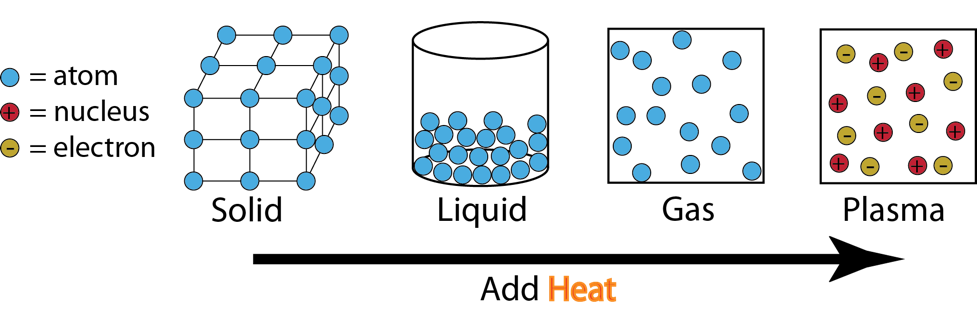 = atom
+ = nucleus
- = electron
Solid
Liquid
Gas
Plasma
Add Heat